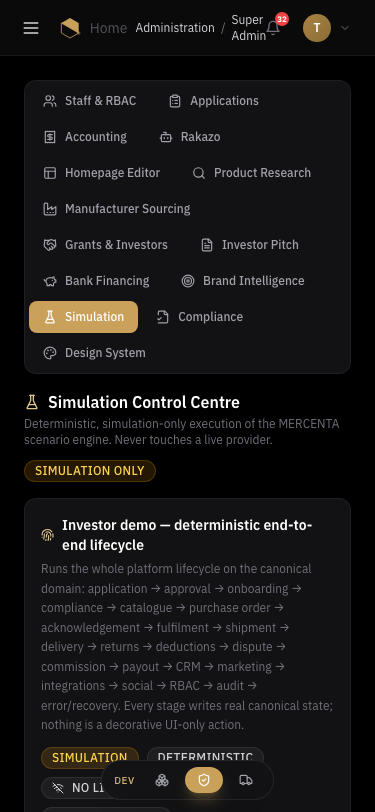 Home Administration / Super Admin 32 T
Staff & RBAC Applications
Accounting Rakazo
Homepage Editor Product Research
Manufacturer Sourcing
Grants & Investors Investor Pitch
Bank Financing Brand Intelligence
Simulation Compliance
Design System
Simulation Control Centre
Deterministic, simulation-only execution of the MERCENTA
scenario engine. Never touches a live provider.
SIMULATION ONLY
Investor demo — deterministic end-to-
end lifecycle
Runs the whole platform lifecycle on the canonical
domain: application → approval → onboarding →
compliance → catalogue → purchase order →
acknowledgement → fulfilment → shipment →
delivery → returns → deductions → dispute →
commission → payout → CRM → marketing →
integrations → social → RBAC → audit →
error/recovery. Every stage writes real canonical state;
nothing is a decorative UI-only action.
SIMULATION DETERMINISTIC
NO
DEV